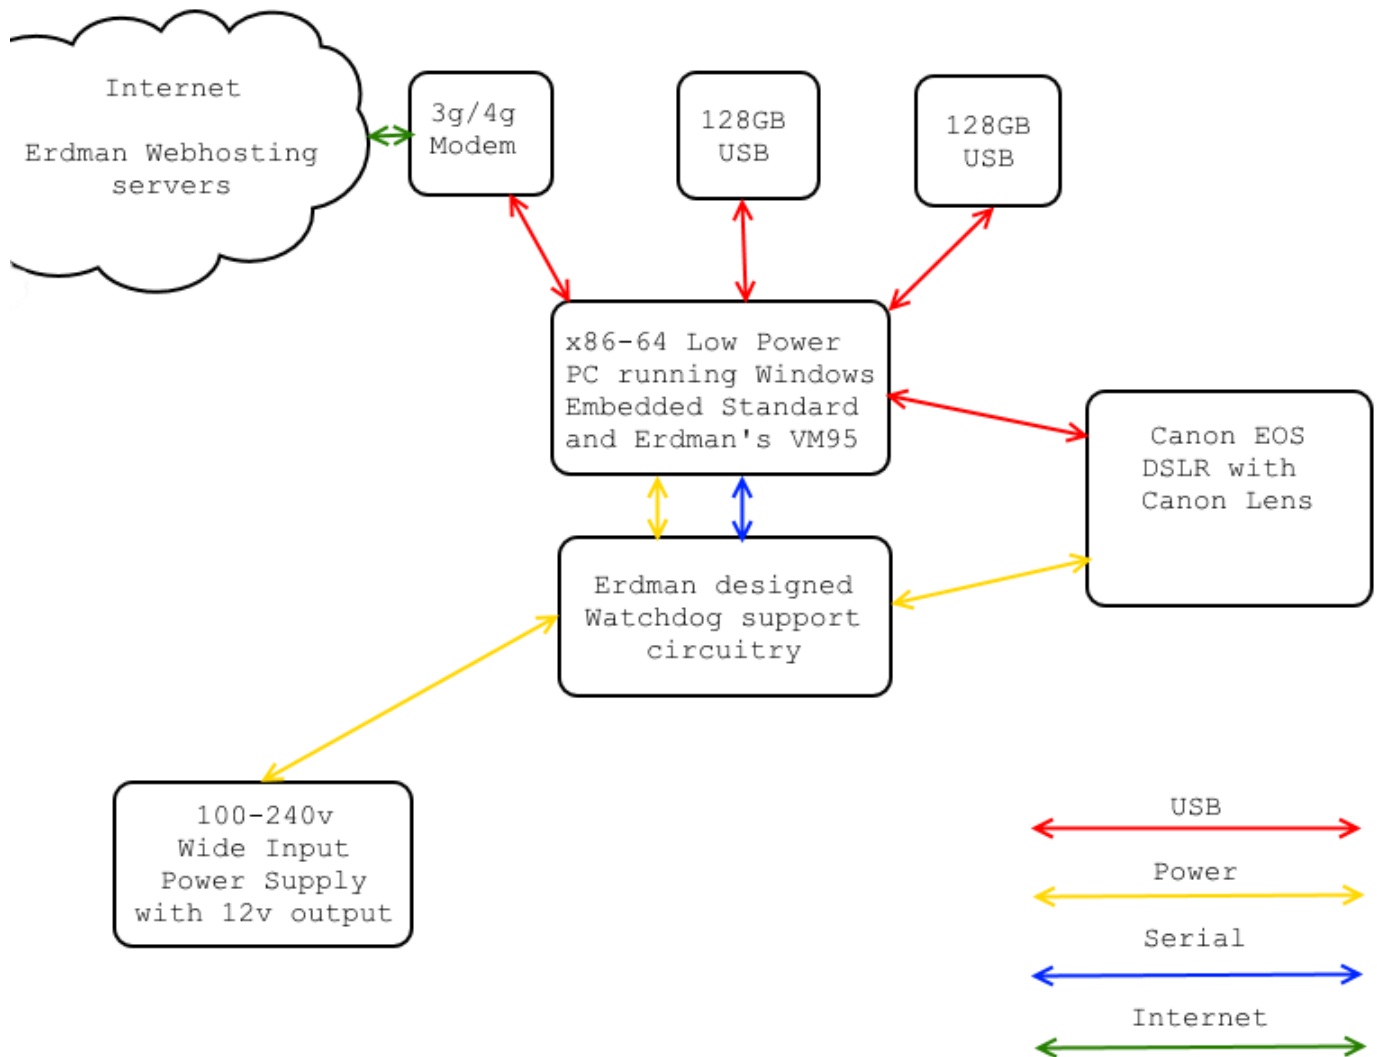 Internet
Erdman Webhosting
servers
3g/4g
Modem
128GB
USB
128GB
USB
x86-64 Low Power
PC running Windows
Embedded Standard
and Erdman's VM95
Canon EOS
DSLR with
Canon Lens
Erdman designed
Watchdog support
circuitry
100-240v
Wide Input
Power Supply
with 12v output
USB
Power
Serial
Internet